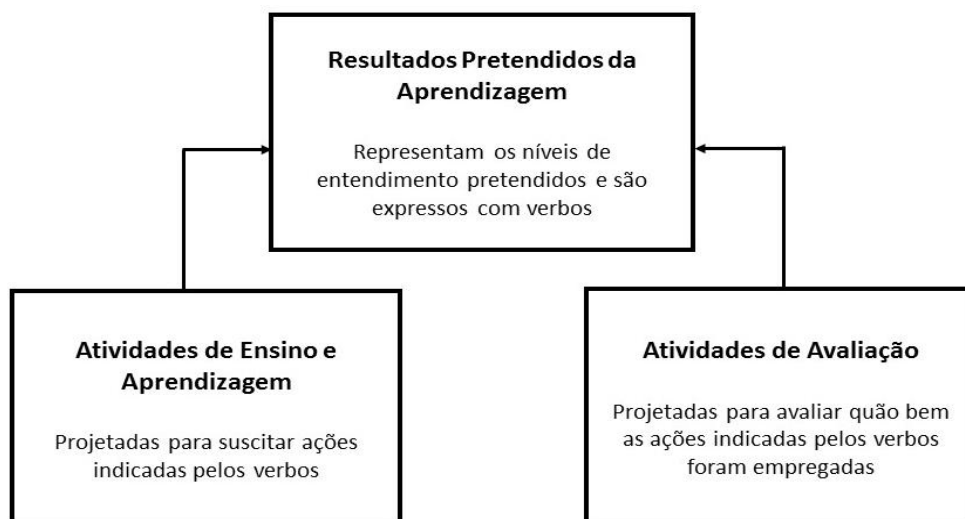 Resultados Pretendidos da
Aprendizagem
Representam os níveis de
entendimento pretendidos e são
expressos com verbos
Atividades de Ensino e
Aprendizagem
Projetadas para suscitar ações
indicadas pelos verbos
Atividades de Avaliação
Projetadas para avaliar quão bem
as ações indicadas pelos verbos
foram empregadas